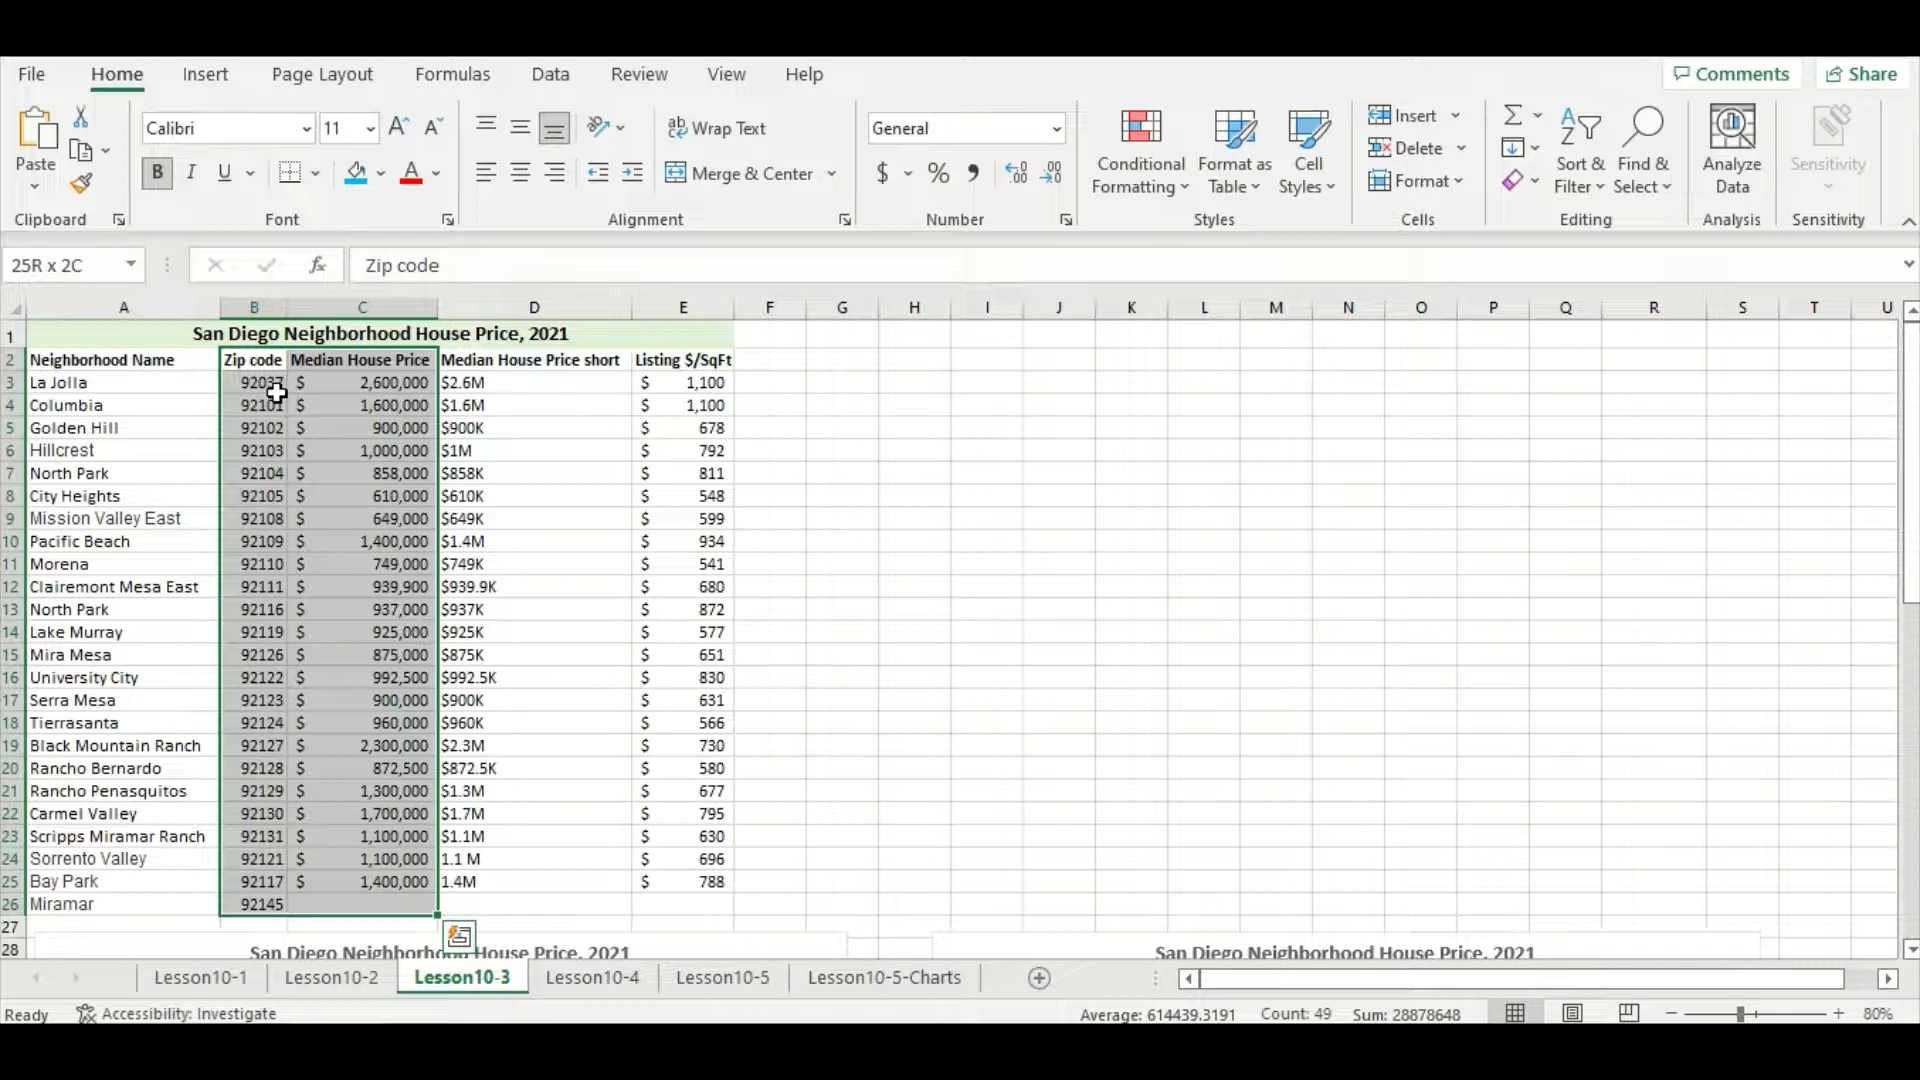 File Home Insert Page Layout Formulas Data Review View Help Comments Share
Calibri 11 Wrap Text General Insert
Paste Conditional Formatting Format as Table Cell Styles Delete Sort & Filter Find & Select Analyze Data Sensitivity
B I U A Merge & Center $ % Format
Clipboard Font Alignment Number Styles Cells Editing Analysis Sensitivity
25R x 2C fx Zip code
A B C D E F G H I J K L M N O P Q R S T U
1 San Diego Neighborhood House Price, 2021
2 Neighborhood Name Zip code Median House Price Median House Price short Listing $/SqFt
3 La Jolla 92037 $ 2,600,000 $2.6M $ 1,100
4 Columbia 92101 $ 1,600,000 $1.6M $ 1,100
5 Golden Hill 92102 $ 900,000 $900K $ 678
6 Hillcrest 92103 $ 1,000,000 $1M $ 792
7 North Park 92104 $ 858,000 $858K $ 811
8 City Heights 92105 $ 610,000 $610K $ 548
9 Mission Valley East 92108 $ 649,000 $649K $ 599
10 Pacific Beach 92109 $ 1,400,000 $1.4M $ 934
11 Morena 92110 $ 749,000 $749K $ 541
12 Clairemont Mesa East 92111 $ 939,900 $939.9K $ 680
13 North Park 92116 $ 937,000 $937K $ 872
14 Lake Murray 92119 $ 925,000 $925K $ 577
15 Mira Mesa 92126 $ 875,000 $875K $ 651
16 University City 92122 $ 992,500 $992.5K $ 830
17 Serra Mesa 92123 $ 900,000 $900K $ 631
18 Tierrasanta 92124 $ 960,000 $960K $ 566
19 Black Mountain Ranch 92127 $ 2,300,000 $2.3M $ 730
20 Rancho Bernardo 92128 $ 872,500 $872.5K $ 580
21 Rancho Penasquitos 92129 $ 1,300,000 $1.3M $ 677
22 Carmel Valley 92130 $ 1,700,000 $1.7M $ 795
23 Scripps Miramar Ranch 92131 $ 1,100,000 $1.1M $ 630
24 Sorrento Valley 92121 $ 1,100,000 1.1 M $ 696
25 Bay Park 92117 $ 1,400,000 1.4M $ 788
26 Miramar 92145
27
28 San Diego Neighborhood House Price, 2021 San Diego Neighborhood House Price, 2021
Lesson10-1 Lesson10-2 Lesson10-3 Lesson10-4 Lesson10-5 Lesson10-5-Charts
Ready Accessibility: Investigate Average: 614439.3191 Count: 49 Sum: 28878648 80%